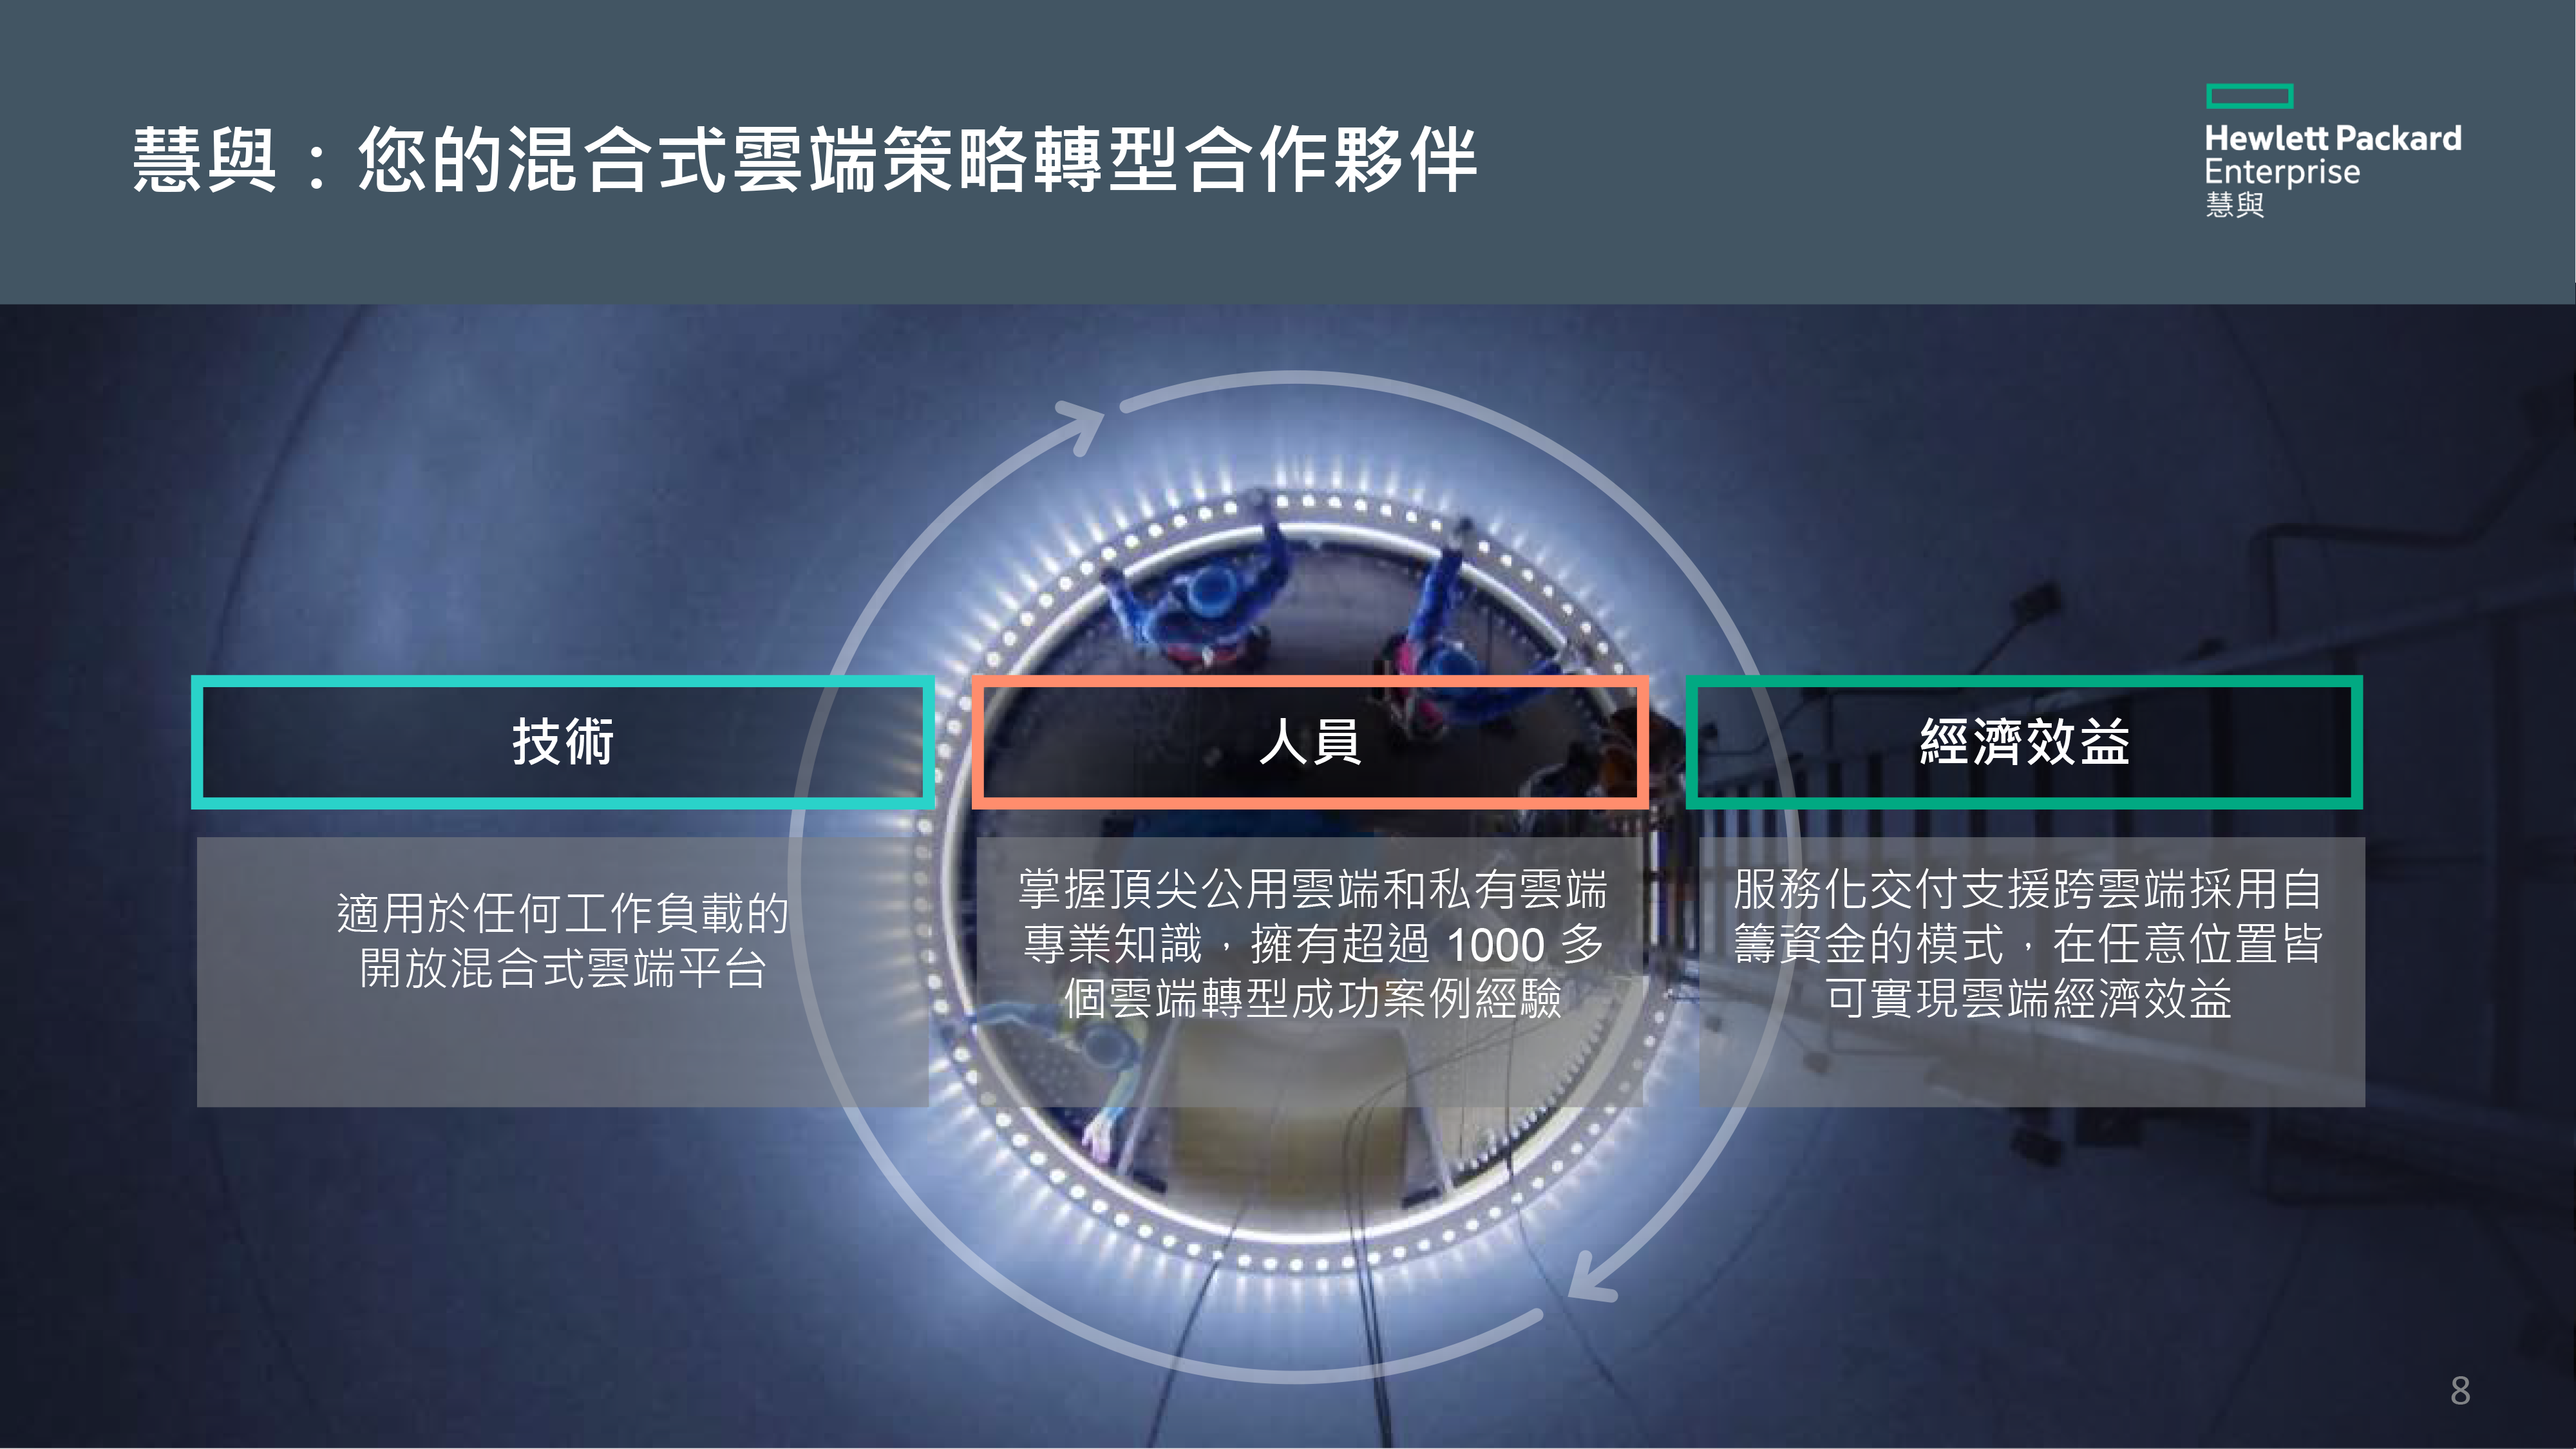 慧與：您的混合式雲端策略轉型合作夥伴
Hewlett Packard
Enterprise
慧與
技術
適用於任何工作負載的
開放混合式雲端平台
人員
掌握頂尖公用雲端和私有雲端
專業知識，擁有超過 1000 多
個雲端轉型成功案例經驗
經濟效益
服務化交付支援跨雲端採用自
籌資金的模式，在任意位置皆
可實現雲端經濟效益
8